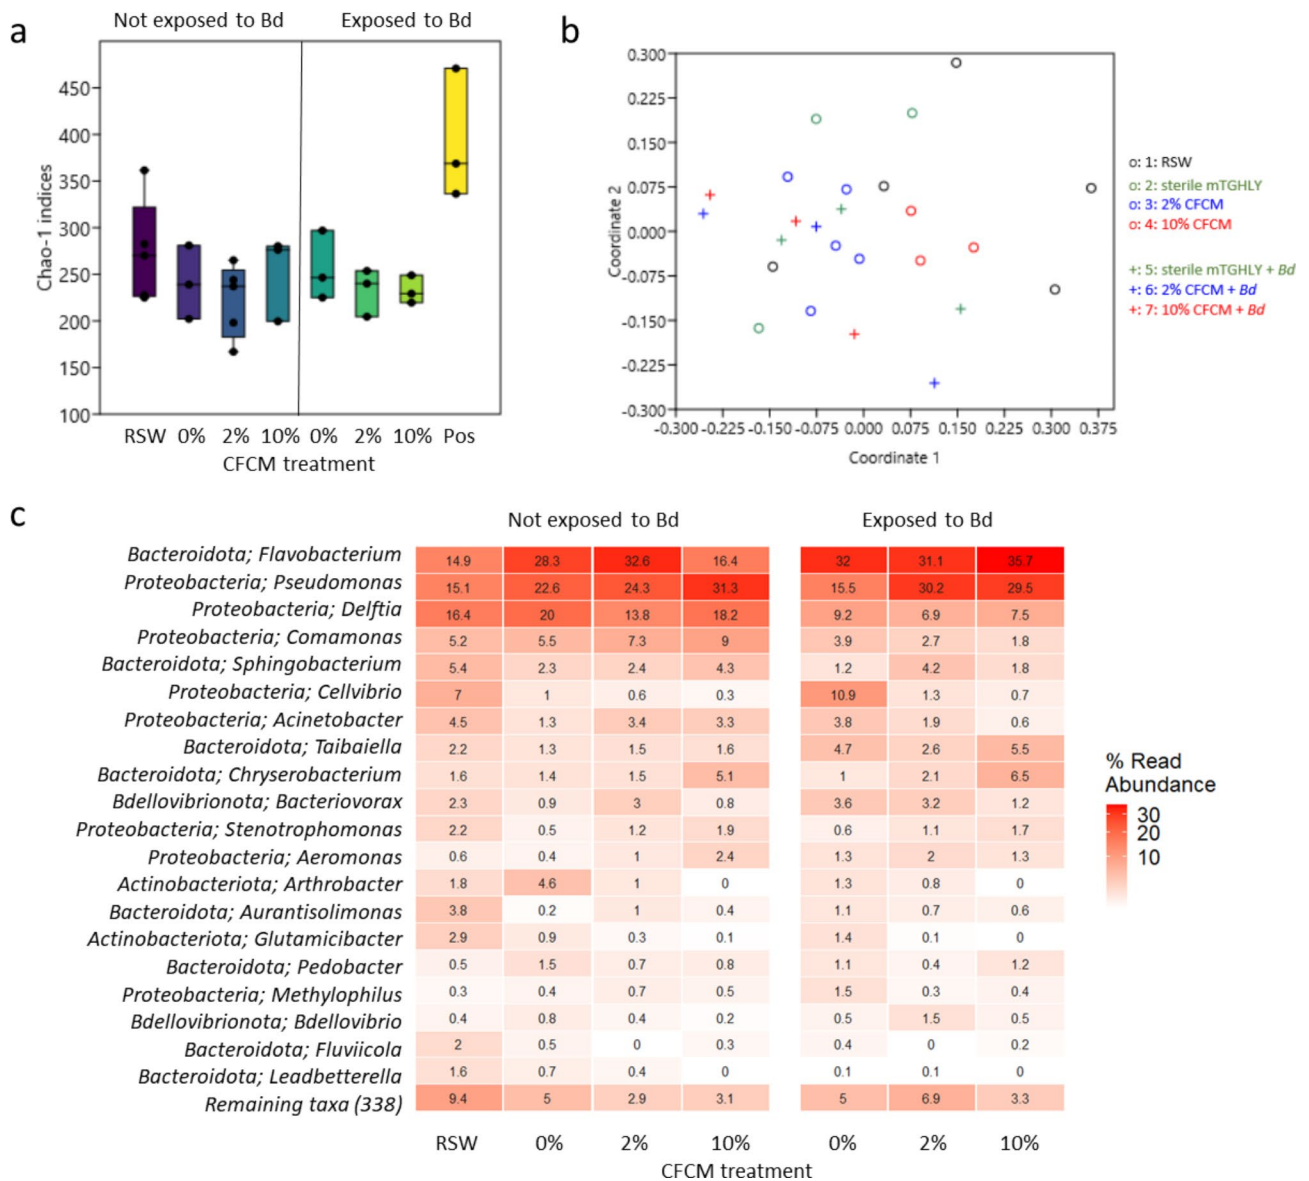 a
Not exposed to Bd
Exposed to Bd
Chao-1 indices
450
400
350
300
250
200
150
100
RSW 0% 2% 10% 0% 2% 10% Pos
CFCM treatment
b
Coordinate 2
0.300
0.225
0.150
0.075
0.000
-0.075
-0.150
-0.225
-0.300
-0.300 -0.225 -0.150 -0.075 0.000 0.075 0.150 0.225 0.300 0.375
Coordinate 1
o: 1: RSW
o: 2: sterile mTGHLY
o: 3: 2% CFCM
o: 4: 10% CFCM
+: 5: sterile mTGHLY + Bd
+: 6: 2% CFCM + Bd
+: 7: 10% CFCM + Bd
c
Not exposed to Bd
Exposed to Bd
Bacteroidota; Flavobacterium 14.9 28.3 32.6 16.4 32 31.1 35.7
Proteobacteria; Pseudomonas 15.1 22.6 24.3 31.3 15.5 30.2 29.5
Proteobacteria; Delftia 16.4 20 13.8 18.2 9.2 6.9 7.5
Proteobacteria; Comamonas 5.2 5.5 7.3 9 3.9 2.7 1.8
Bacteroidota; Sphingobacterium 5.4 2.3 2.4 4.3 1.2 4.2 1.8
Proteobacteria; Cellvibrio 7 1 0.6 0.3 10.9 1.3 0.7
Proteobacteria; Acinetobacter 4.5 1.3 3.4 3.3 3.8 1.9 0.6
Bacteroidota; Taibaiella 2.2 1.3 1.5 1.6 4.7 2.6 5.5
Bacteroidota; Chryserobacterium 1.6 1.4 1.5 5.1 1 2.1 6.5
Bdellovibrionota; Bacteriovorax 2.3 0.9 3 0.8 3.6 3.2 1.2
Proteobacteria; Stenotrophomonas 2.2 0.5 1.2 1.9 0.6 1.1 1.7
Proteobacteria; Aeromonas 0.6 0.4 1 2.4 1.3 2 1.3
Actinobacteriota; Arthrobacter 1.8 4.6 1 0 1.3 0.8 0
Bacteroidota; Aurantisolimonas 3.8 0.2 1 0.4 1.1 0.7 0.6
Actinobacteriota; Glutamicibacter 2.9 0.9 0.3 0.1 1.4 0.1 0
Bacteroidota; Pedobacter 0.5 1.5 0.7 0.8 1.1 0.4 1.2
Proteobacteria; Methylophilus 0.3 0.4 0.7 0.5 1.5 0.3 0.4
Bdellovibrionota; Bdellovibrio 0.4 0.8 0.4 0.2 0.5 1.5 0.5
Bacteroidota; Fluviicola 2 0.5 0 0.3 0.4 0 0.2
Bacteroidota; Leadbetterella 1.6 0.7 0.4 0 0.1 0.1 0
Remaining taxa (338) 9.4 5 2.9 3.1 5 6.9 3.3
RSW 0% 2% 10% 0% 2% 10%
CFCM treatment
% Read
Abundance
30
20
10